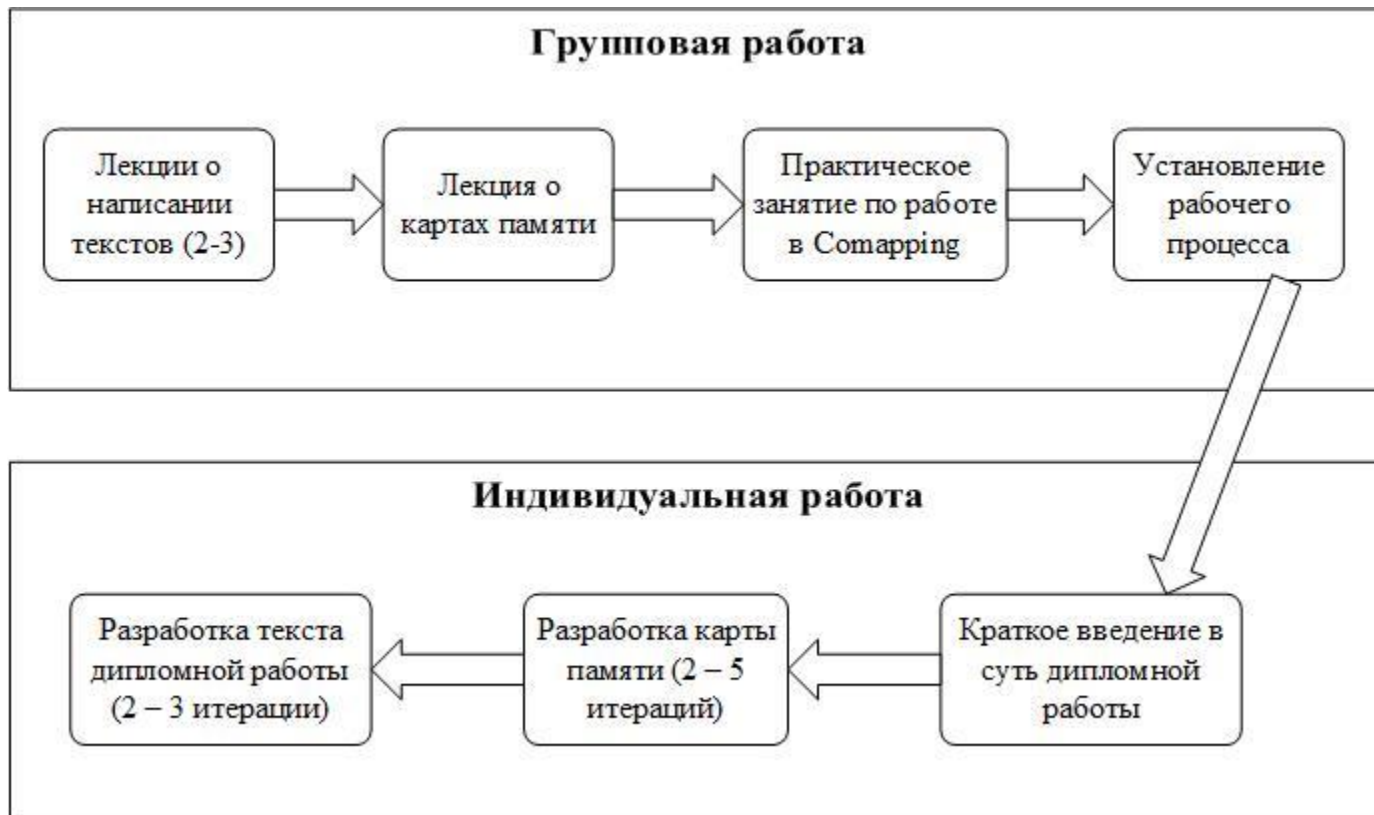 Групповая работа
Лекции о
написании
текстов (2-3)
Лекция о
картах памяти
Практическое
занятие по работе
в Comapping
Установление
рабочего
процесса
Индивидуальная работа
Разработка текста
дипломной работы
(2 – 3 итерации)
Разработка карты
памяти (2 – 5
итераций)
Краткое введение в
суть дипломной
работы